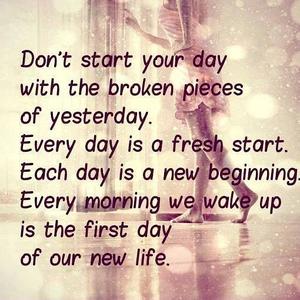 Don't start your day
with the broken pieces
of yesterday.
Every day is a fresh start.
Each day is a new beginning.
Every morning we wake up
is the first day
of our new life.